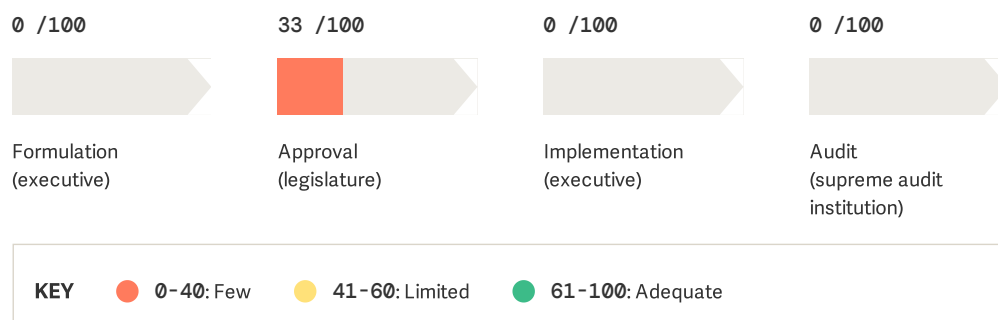 0 /100
33 /100
0 /100
0 /100
Formulation
(executive)
Approval
(legislature)
Implementation
(executive)
Audit
(supreme audit
institution)
KEY
0-40: Few
41-60: Limited
61-100: Adequate